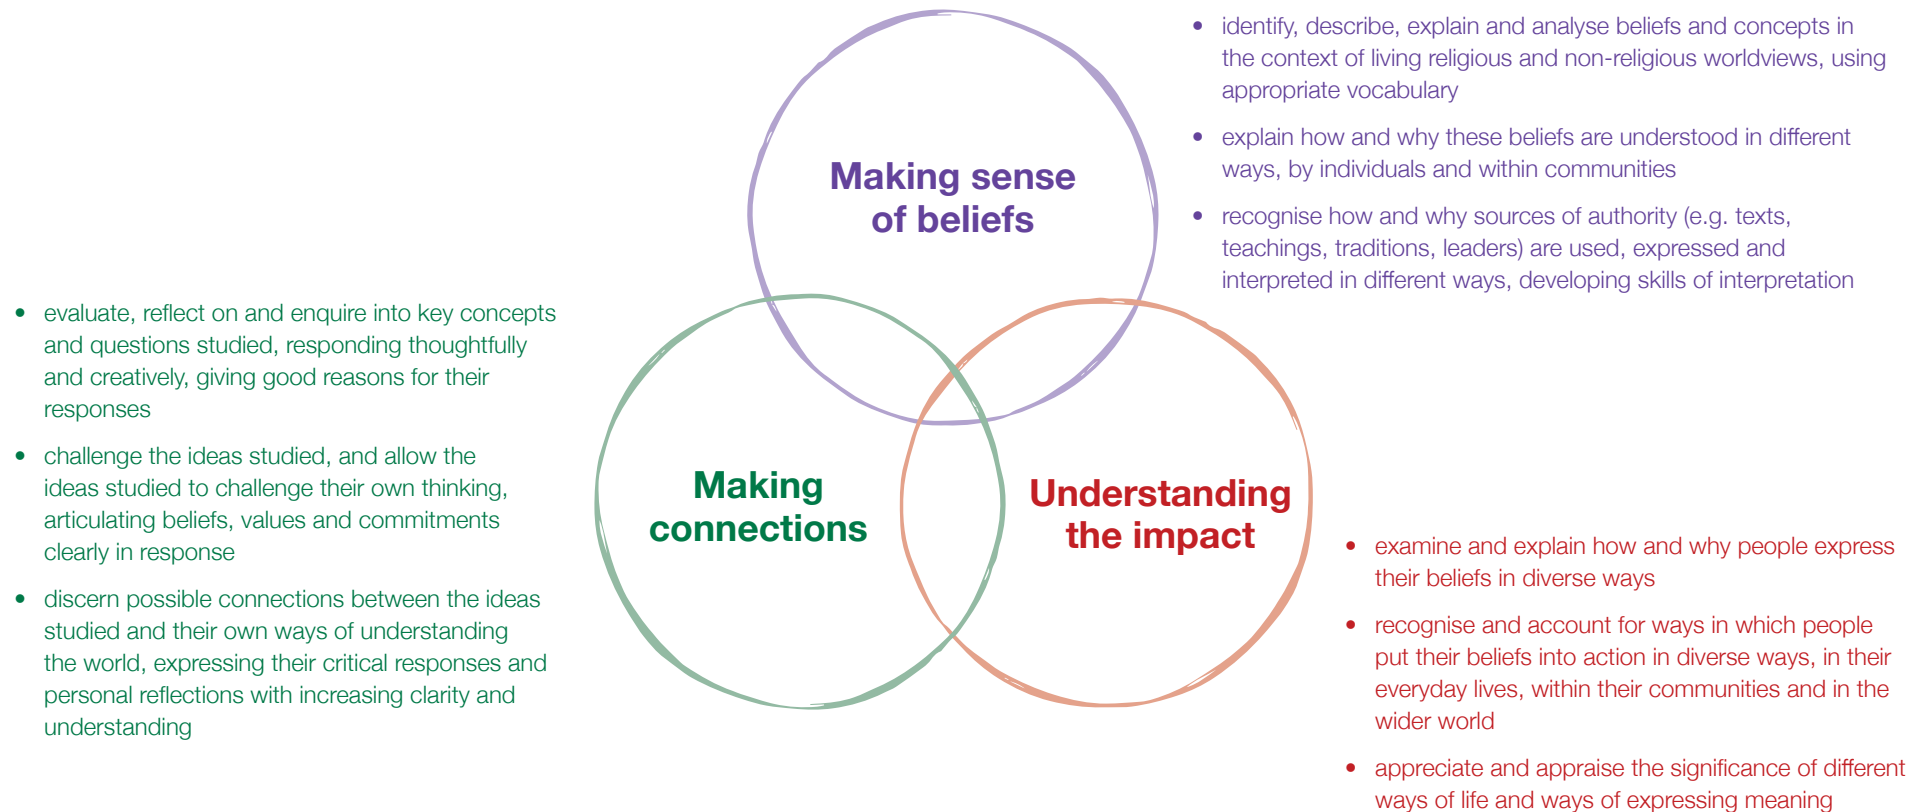 Making sense
of beliefs
• identify, describe, explain and analyse beliefs and concepts in
the context of living religious and non-religious worldviews, using
appropriate vocabulary
• explain how and why these beliefs are understood in different
ways, by individuals and within communities
• recognise how and why sources of authority (e.g. texts,
teachings, traditions, leaders) are used, expressed and
interpreted in different ways, developing skills of interpretation
Making
connections
• evaluate, reflect on and enquire into key concepts
and questions studied, responding thoughtfully
and creatively, giving good reasons for their
responses
• challenge the ideas studied, and allow the
ideas studied to challenge their own thinking,
articulating beliefs, values and commitments
clearly in response
• discern possible connections between the ideas
studied and their own ways of understanding
the world, expressing their critical responses and
personal reflections with increasing clarity and
understanding
Understanding
the impact
• examine and explain how and why people express
their beliefs in diverse ways
• recognise and account for ways in which people
put their beliefs into action in diverse ways, in their
everyday lives, within their communities and in the
wider world
• appreciate and appraise the significance of different
ways of life and ways of expressing meaning